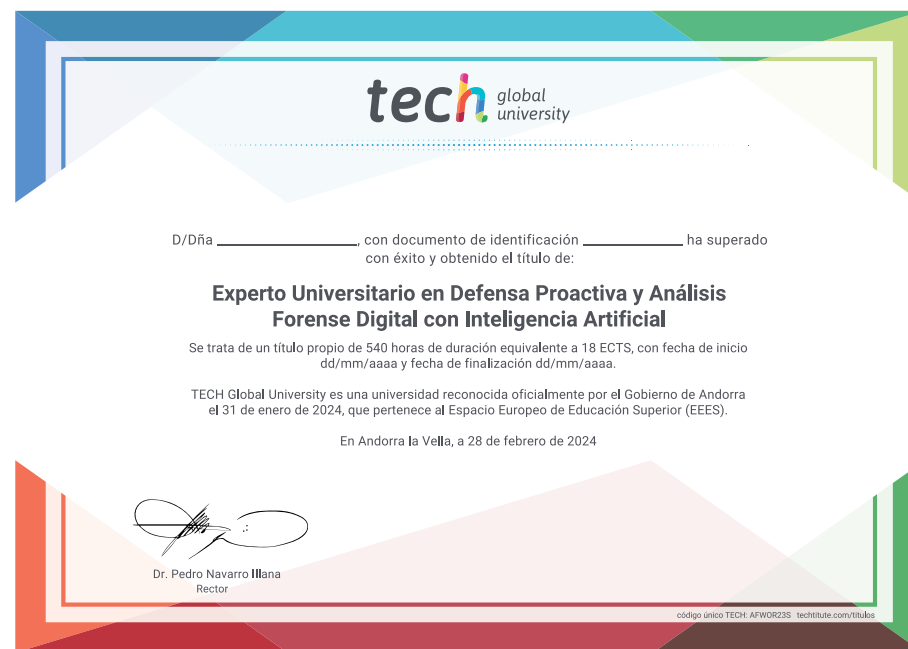 tech global university
D/Dña ____________________, con documento de identificación ______________ ha superado
con éxito y obtenido el título de:
Experto Universitario en Defensa Proactiva y Análisis
Forense Digital con Inteligencia Artificial
Se trata de un título propio de 540 horas de duración equivalente a 18 ECTS, con fecha de inicio
dd/mm/aaaa y fecha de finalización dd/mm/aaaa.
TECH Global University es una universidad reconocida oficialmente por el Gobierno de Andorra
el 31 de enero de 2024, que pertenece al Espacio Europeo de Educación Superior (EEES).
En Andorra la Vella, a 28 de febrero de 2024
Dr. Pedro Navarro Illana
Rector
código único TECH: AFWOR23S techtitute.com/titulos